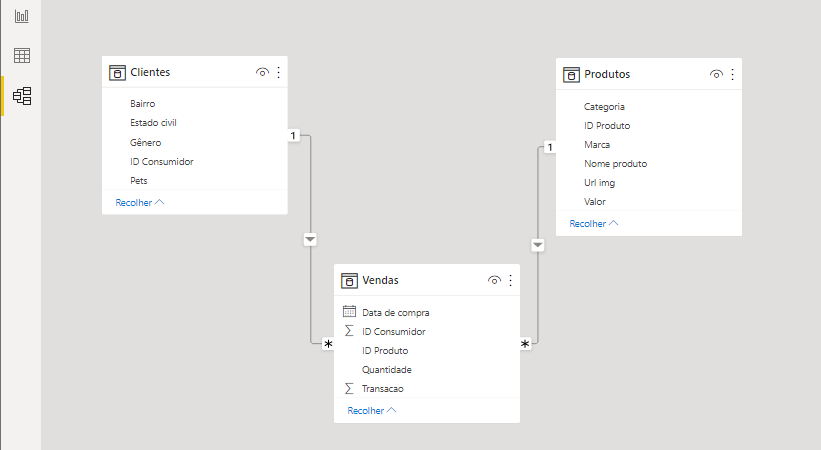 Clientes
Bairro
Estado civil
Gênero
ID Consumidor
Pets
Recolher
1
Produtos
Categoria
ID Produto
Marca
Nome produto
Url img
Valor
Recolher
1
Vendas
Data de compra
ID Consumidor
ID Produto
Quantidade
Transacao
Recolher
*
*